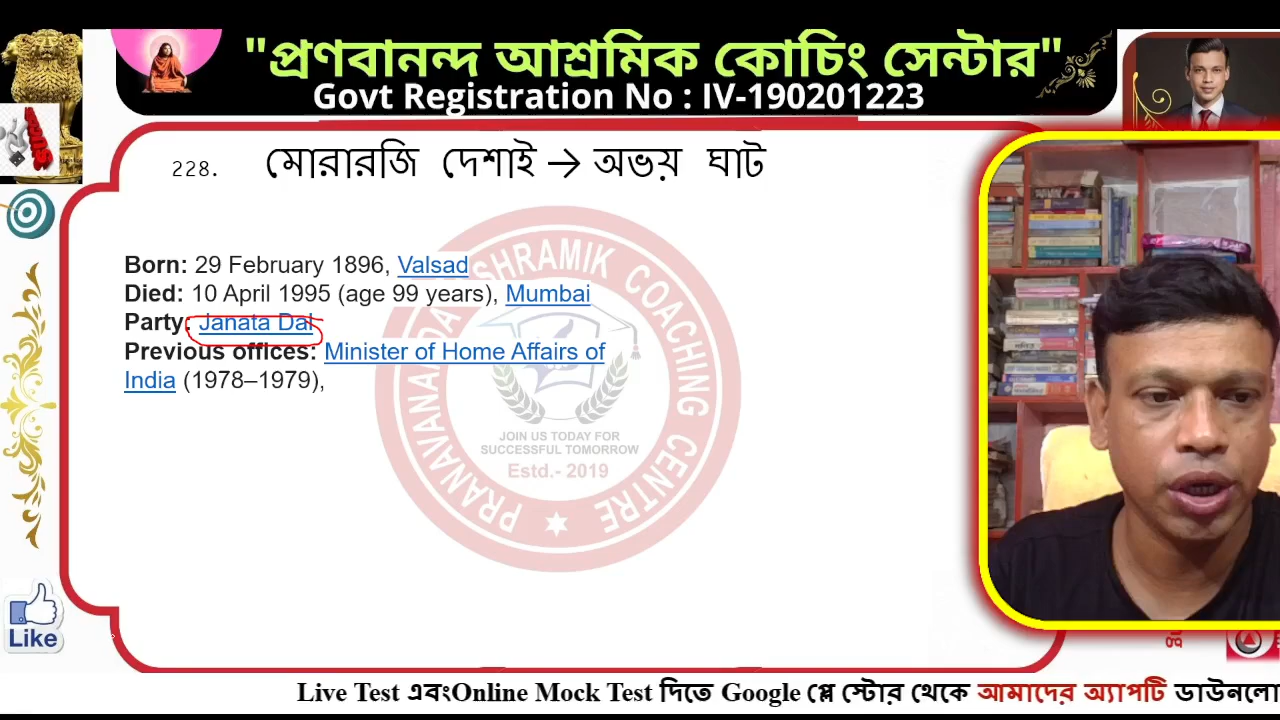 "প্রণবানন্দ আশ্রমিক কোচিং সেন্টার"
Govt Registration No : IV-190201223
228. মোরারজি দেশাই → অভয় ঘাট
Born: 29 February 1896, Valsad
Died: 10 April 1995 (age 99 years), Mumbai
Party: Janata Dal
Previous offices: Minister of Home Affairs of
India (1978–1979),
PRANAVANANDA ASHRAMIK COACHING CENTRE
JOIN US TODAY FOR
SUCCESSFUL TOMORROW
Estd.- 2019
Like
Live Test এবংOnline Mock Test দিতে Google প্লে স্টোর থেকে আমাদের অ্যাপটি ডাউনলো